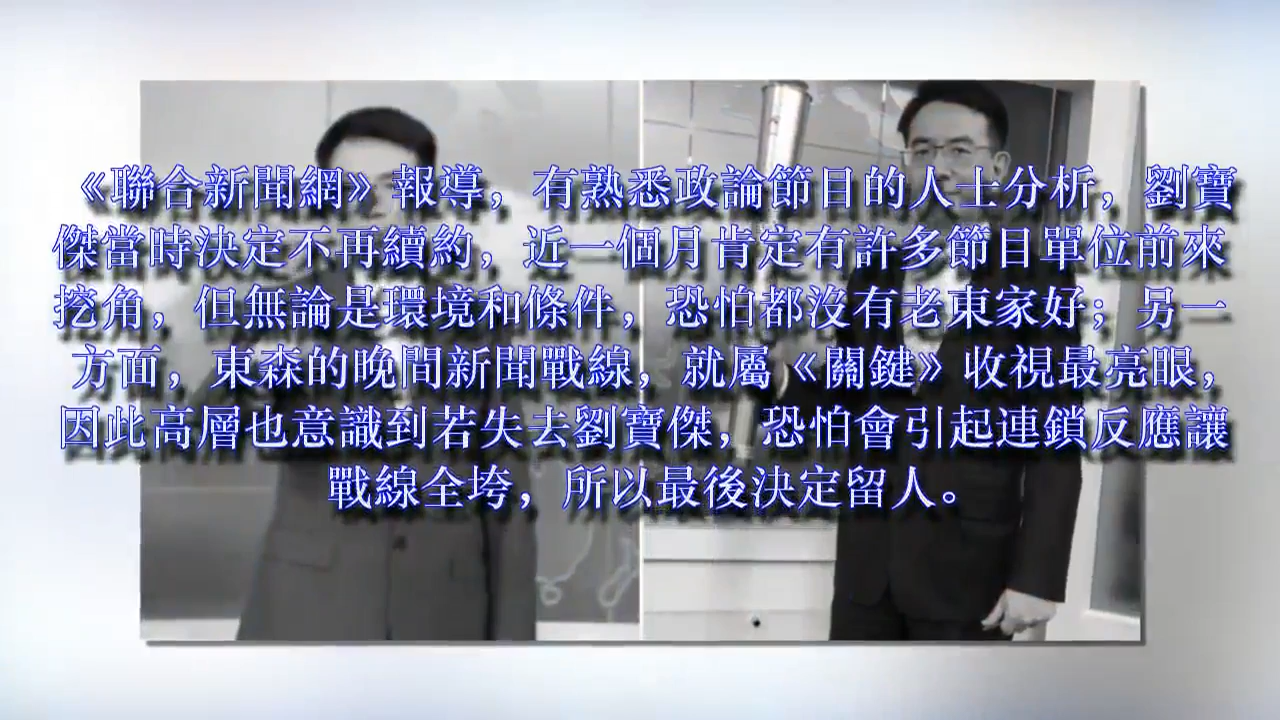 《聯合新聞網》報導，有熟悉政論節目的人士分析，劉寶
傑當時決定不再續約，近一個月肯定有許多節目單位前來
挖角，但無論是環境和條件，恐怕都沒有老東家好；另一
方面，東森的晚間新聞戰線，就屬《關鍵》收視最亮眼，
因此高層也意識到若失去劉寶傑，恐怕會引起連鎖反應讓
戰線全垮，所以最後決定留人。